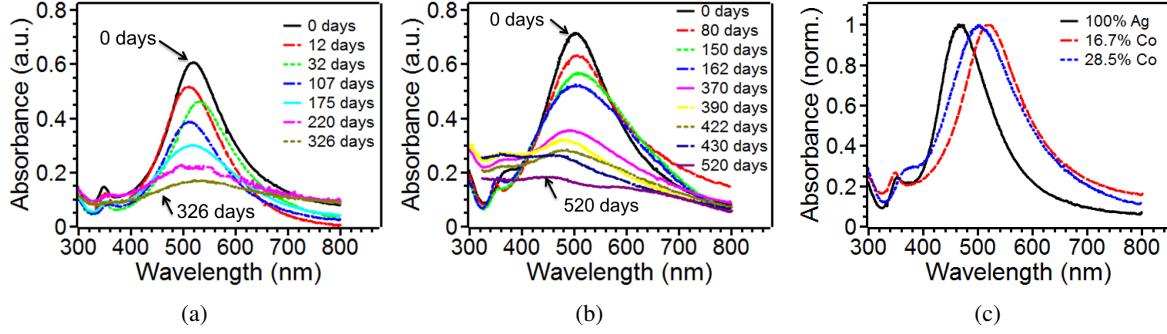 0 days
326 days
0 days
12 days
32 days
107 days
175 days
220 days
326 days
Absorbance (a.u.)
0.8
0.6
0.4
0.2
0
300 400 500 600 700 800
Wavelength (nm)
(a)
0 days
520 days
0 days
80 days
150 days
162 days
370 days
390 days
422 days
430 days
520 days
Absorbance (a.u.)
0.8
0.6
0.4
0.2
0
300 400 500 600 700 800
Wavelength (nm)
(b)
100% Ag
16.7% Co
28.5% Co
Absorbance (norm.)
1
0.8
0.6
0.4
0.2
0
300 400 500 600 700 800
Wavelength (nm)
(c)